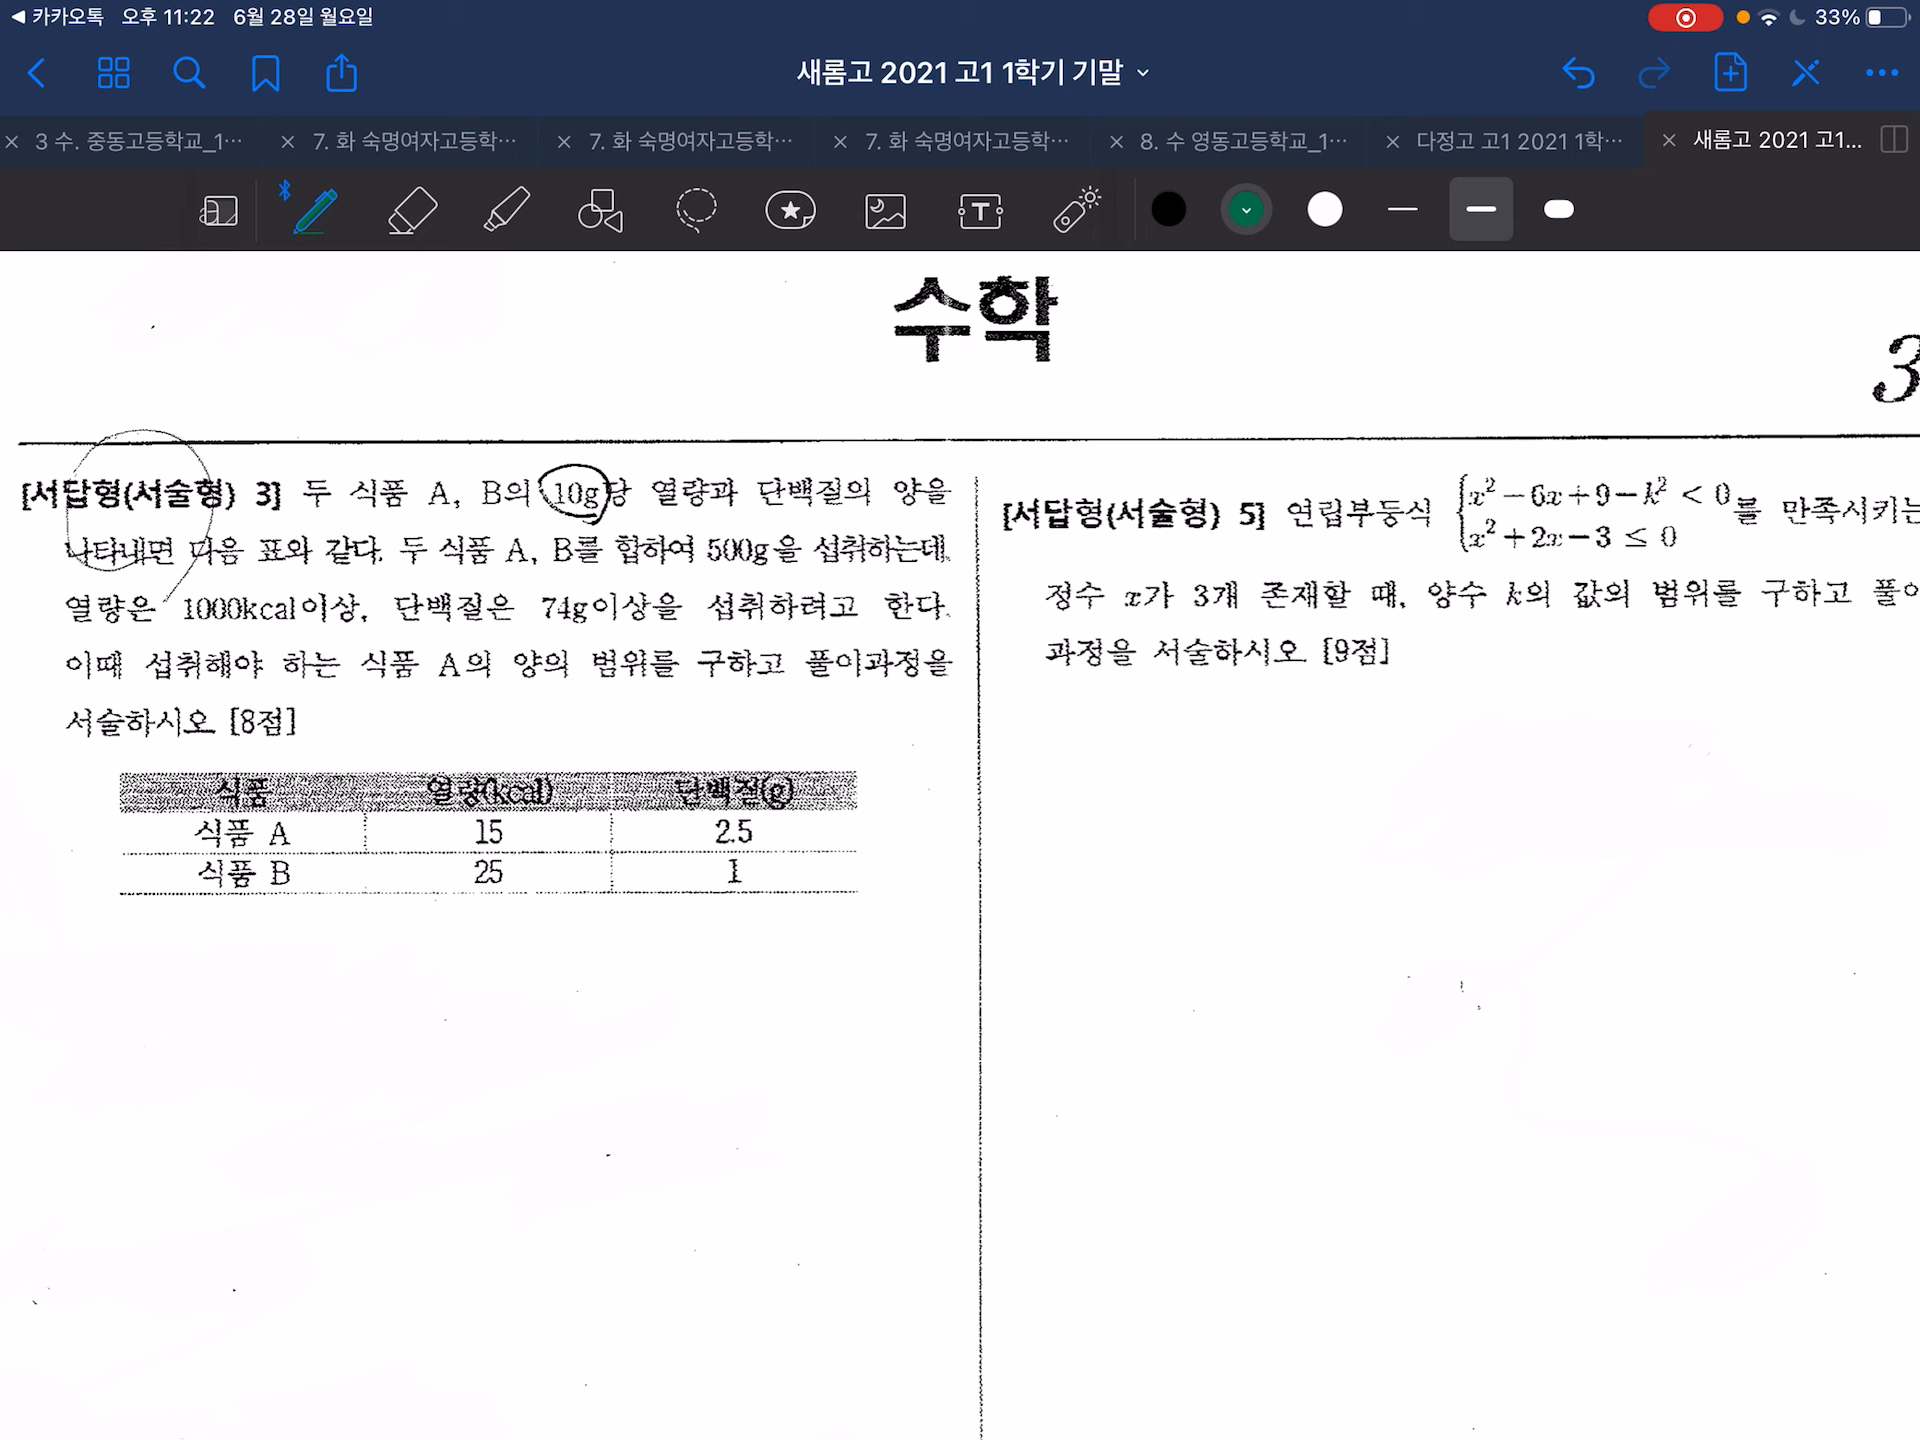 ◀ 카카오톡 오후 11:22 6월 28일 월요일
33%
새롬고 2021 고1 1학기 기말
3 수. 중동고등학교_1…
7. 화 숙명여자고등학…
7. 화 숙명여자고등학…
7. 화 숙명여자고등학…
8. 수 영동고등학교_1…
다정고 고1 2021 1학…
새롬고 2021 고1...
T
수학
3
[서답형(서술형) 3] 두 식품 A, B의 10g당 열량과 단백질의 양을
나타내면 다음 표와 같다. 두 식품 A, B를 합하여 500g을 섭취하는데
열량은 1000kcal이상, 단백질은 74g이상을 섭취하려고 한다.
이때 섭취해야 하는 식품 A의 양의 범위를 구하고 풀이과정을
서술하시오 [8점]
식품 열량(kcal) 단백질(g)
식품 A 15 2.5
식품 B 25 1
[서답형(서술형) 5] 연립부등식 { x² − 6x + 9 − k² < 0
x² + 2x − 3 ≤ 0 를 만족시키는
정수 x가 3개 존재할 때, 양수 k의 값의 범위를 구하고 풀이
과정을 서술하시오 [9점]